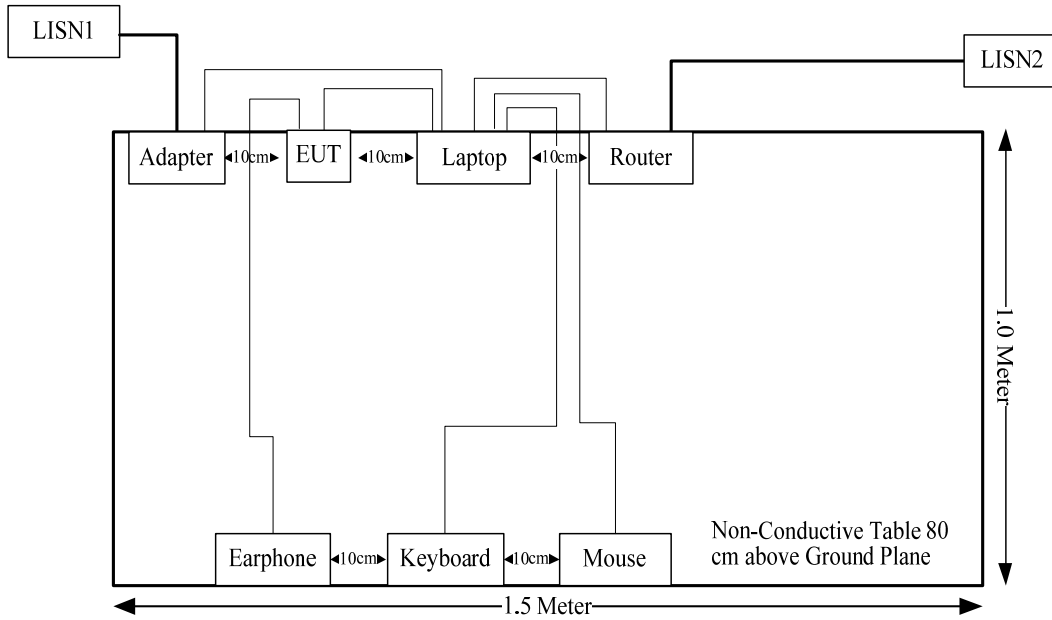 LISN1
LISN2
Adapter
10cm
EUT
10cm
Laptop
10cm
Router
1.0 Meter
Non-Conductive Table 80
cm above Ground Plane
Earphone
10cm
Keyboard
10cm
Mouse
1.5 Meter